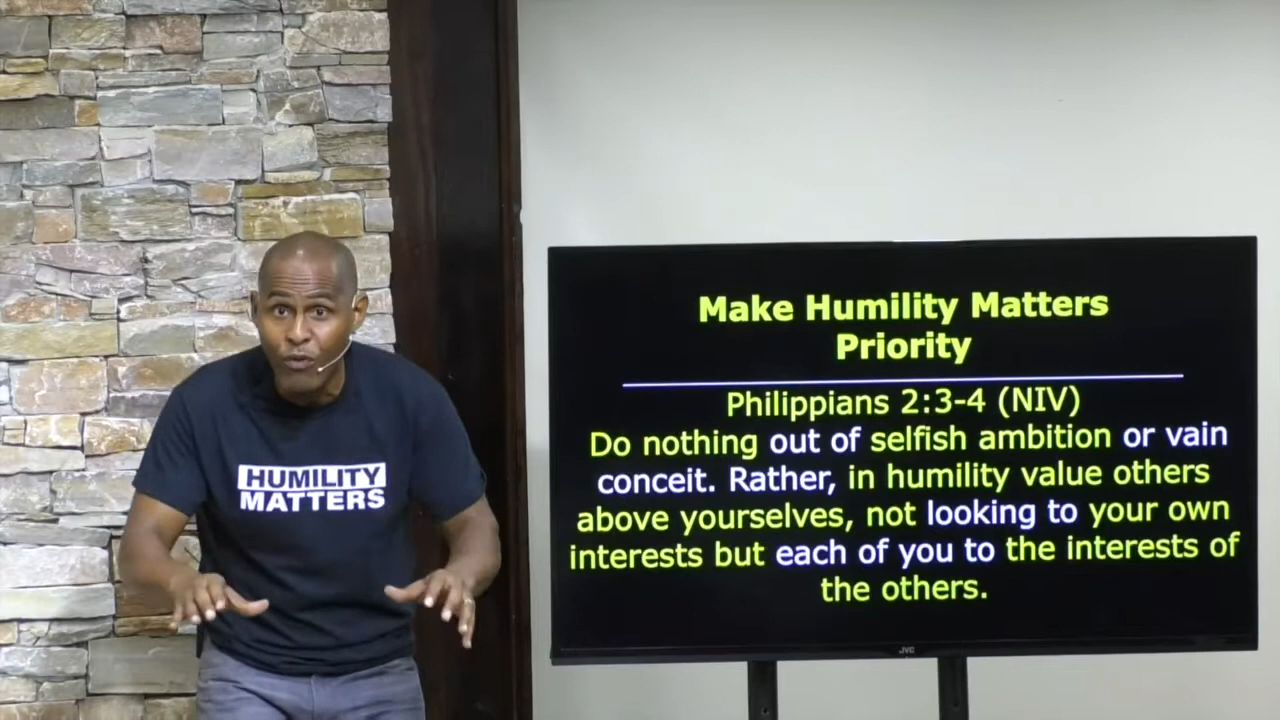 HUMILITY
MATTERS
Make Humility Matters
Priority
Philippians 2:3-4 (NIV)
Do nothing out of selfish ambition or vain
conceit. Rather, in humility value others
above yourselves, not looking to your own
interests but each of you to the interests of
the others.
JVC